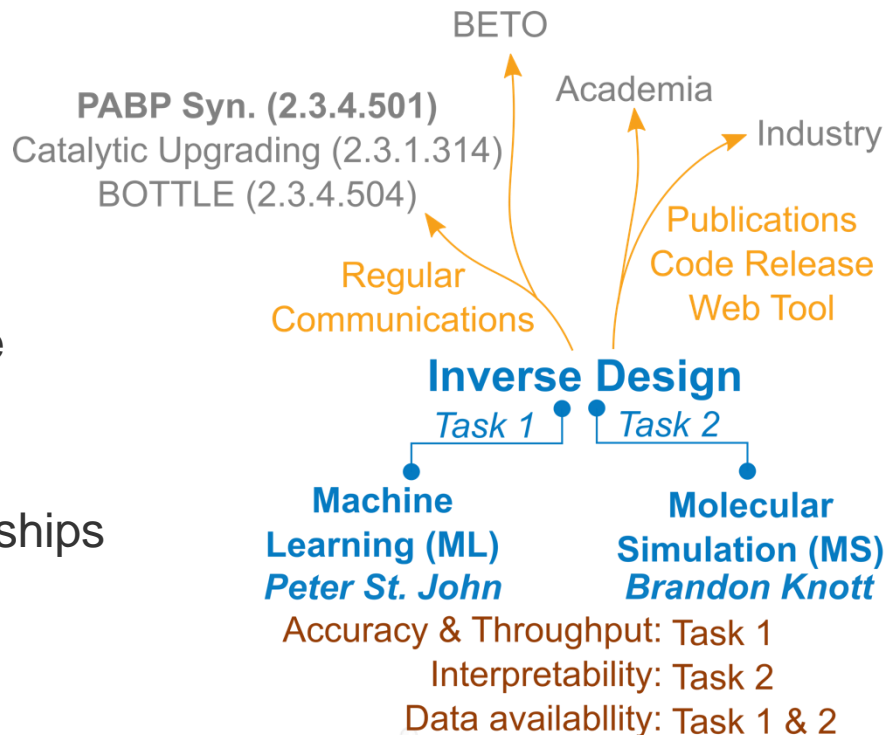 BETO
PABP Syn. (2.3.4.501)
Catalytic Upgrading (2.3.1.314)
BOTTLE (2.3.4.504)
Academia
Industry
Regular
Communications
Publications
Code Release
Web Tool
e
ships
Inverse Design
Task 1
Task 2
Machine
Learning (ML)
Peter St. John
Molecular
Simulation (MS)
Brandon Knott
Accuracy & Throughput: Task 1
Interpretability: Task 2
Data availabllity: Task 1 & 2